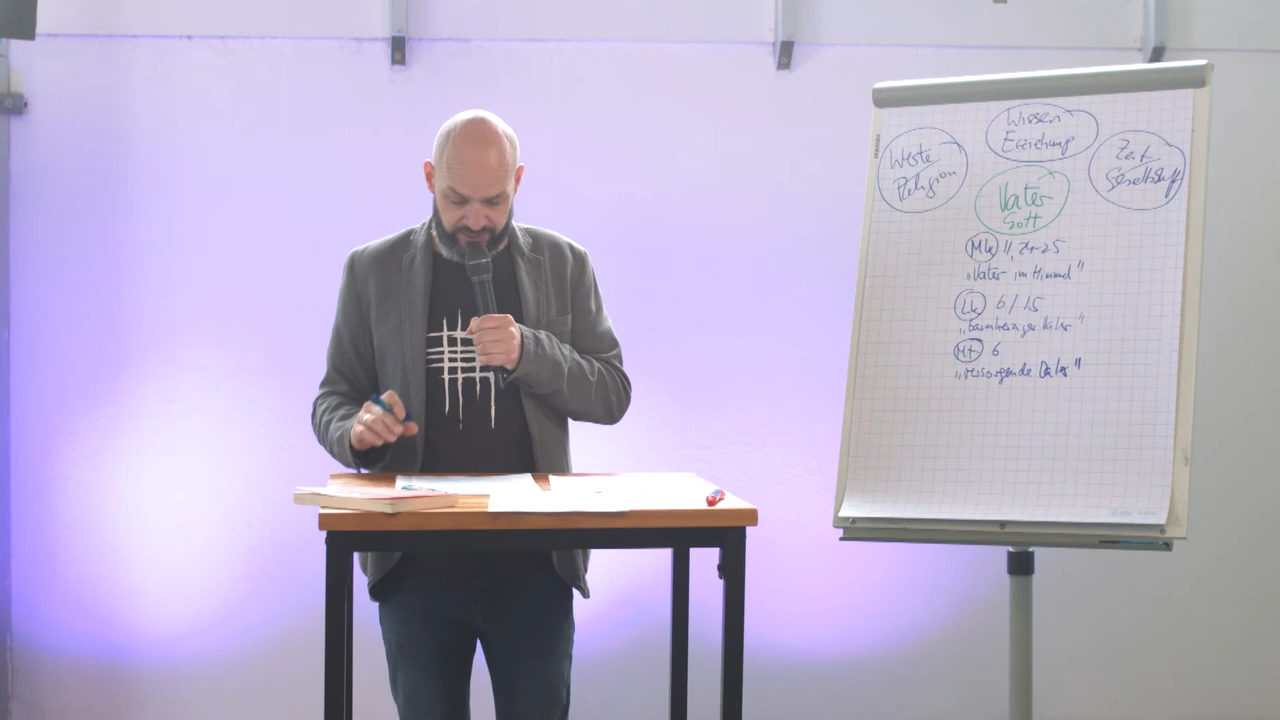 Wissen
Erziehung
Werte
Religion
Zeit
Gesellschaft
Vater
Gott
Mk 11, 24-25
„Vater im Himmel"
Lk 6/15
„barmherziger Vater"
Mt 6
„versorgende Vater"